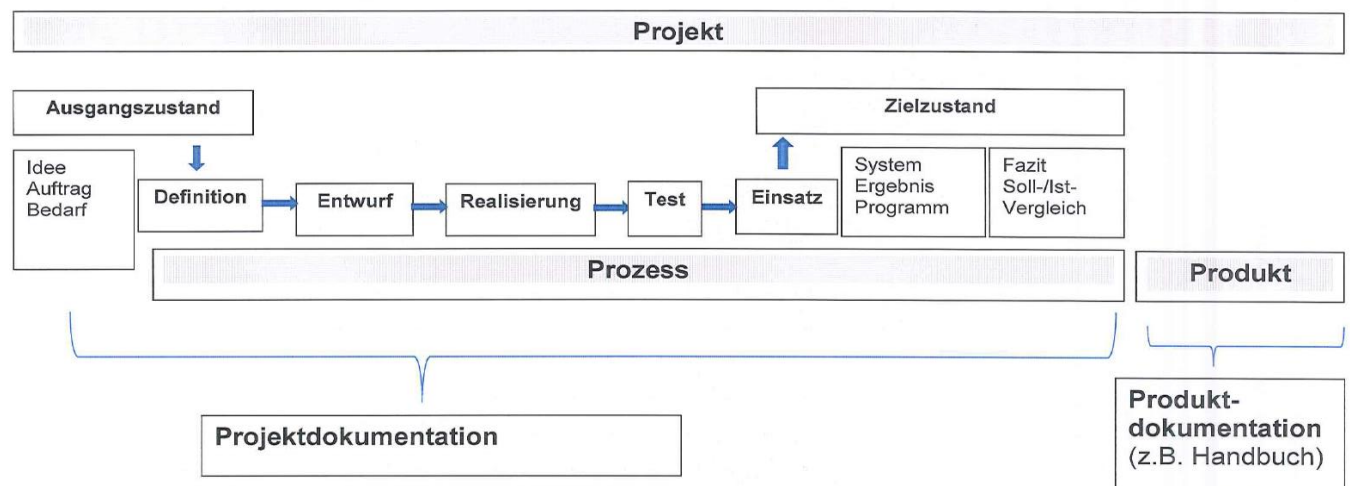 Projekt
Ausgangszustand
Zielzustand
Idee
Auftrag
Bedarf
Definition
Entwurf
Realisierung
Test
Einsatz
System
Ergebnis
Programm
Fazit
Soll-/Ist-
Vergleich
Prozess
Produkt
Projektdokumentation
Produkt-
dokumentation
(z.B. Handbuch)